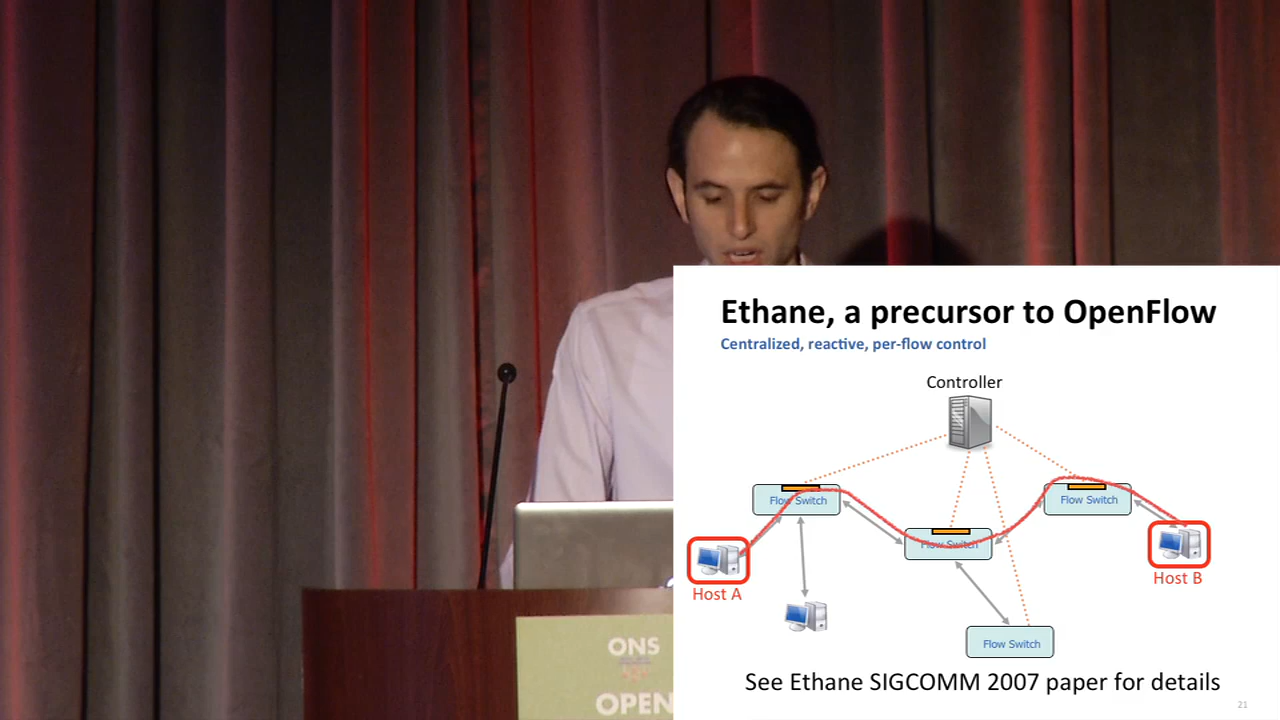 Ethane, a precursor to OpenFlow
Centralized, reactive, per-flow control
Controller
Flow Switch
Flow Switch
Flow Switch
Host A
Host B
Flow Switch
See Ethane SIGCOMM 2007 paper for details
21
ONS
OPEN